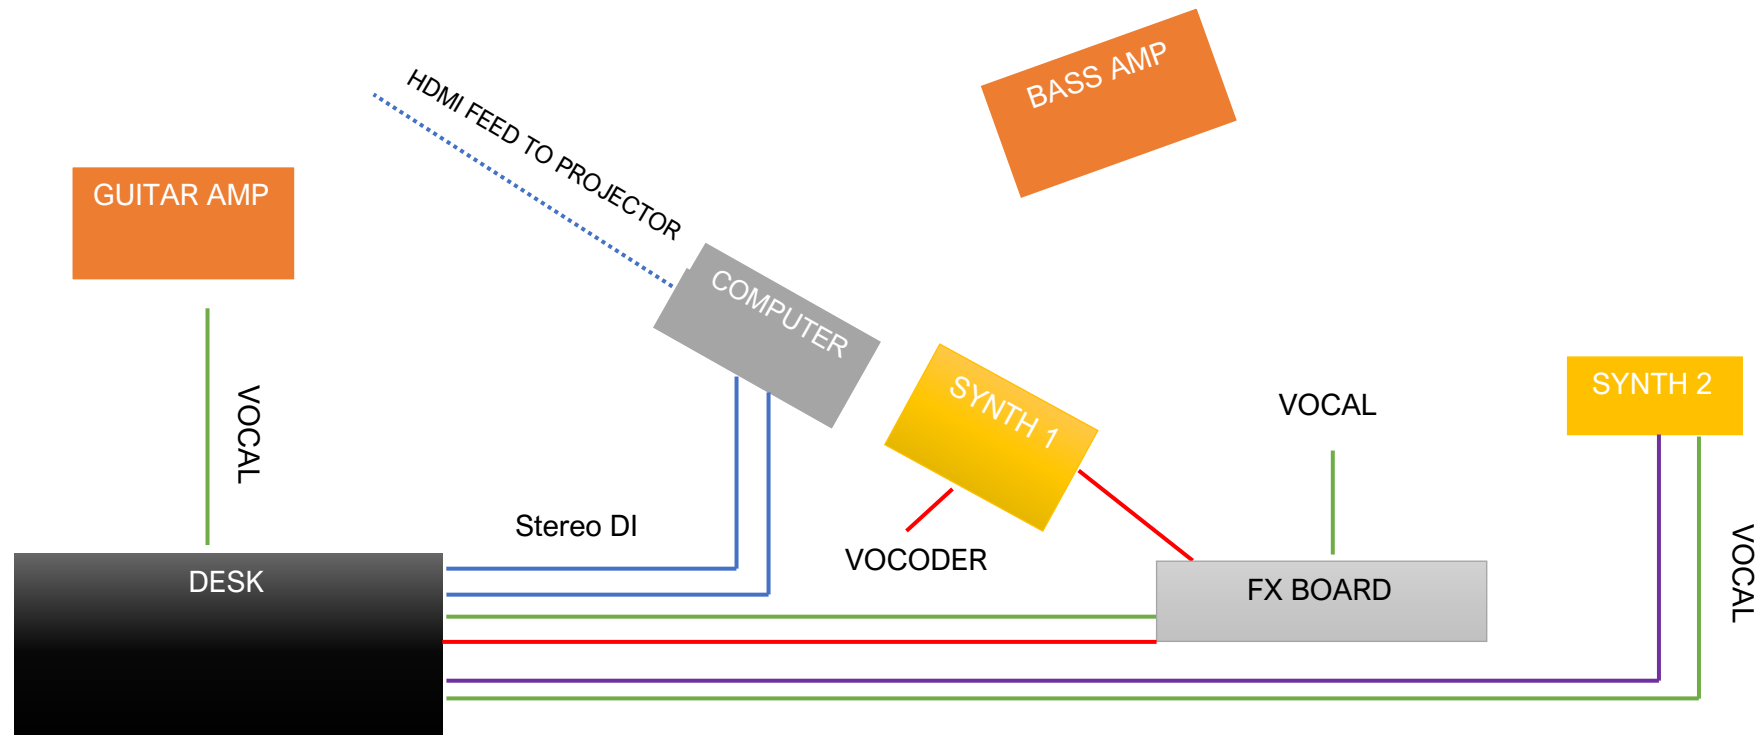 BASS AMP
HDMI FEED TO PROJECTOR
GUITAR AMP
COMPUTER
SYNTH 1
SYNTH 2
VOCAL
VOCAL
Stereo DI
VOCODER
VOCAL
DESK
FX BOARD